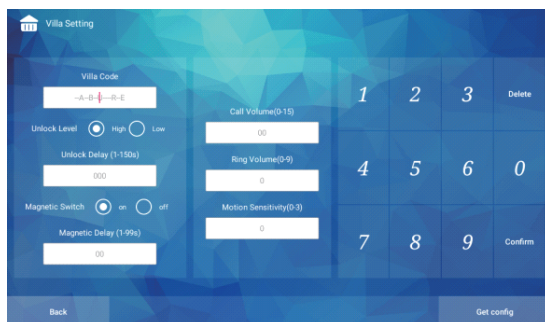 Villa Setting
Villa Code
Unlock Level High Low
Unlock Delay (1-150s)
000
Magnetic Switch on off
Magnetic Delay (1-99s)
00
Call Volume(0-15)
00
Ring Volume(0-9)
0
Motion Sensitivity(0-3)
0
1 2 3 Delete
4 5 6 0
7 8 9 Confirm
Back
Get config